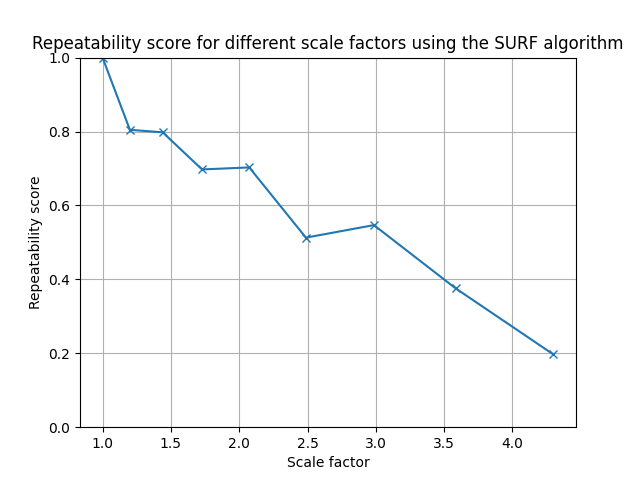 Repeatability score for different scale factors using the SURF algorithm
1.0
0.8
0.6
0.4
0.2
0.0
Repeatability score
1.0 1.5 2.0 2.5 3.0 3.5 4.0
Scale factor